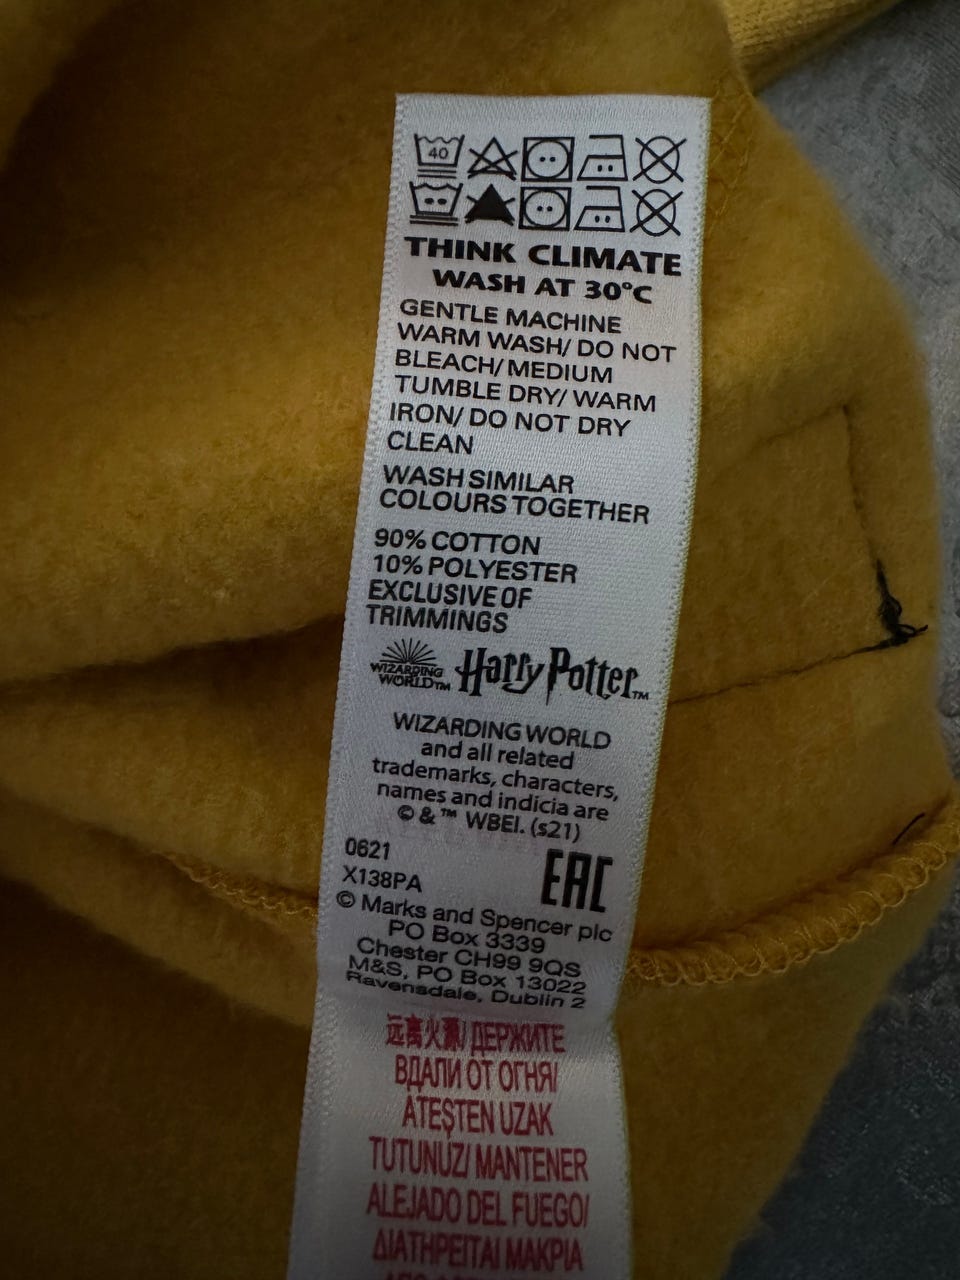 40
THINK CLIMATE
WASH AT 30°C
GENTLE MACHINE
WARM WASH/ DO NOT
BLEACH/ MEDIUM
TUMBLE DRY/ WARM
IRON/ DO NOT DRY
CLEAN
WASH SIMILAR
COLOURS TOGETHER
90% COTTON
10% POLYESTER
EXCLUSIVE OF
TRIMMINGS
WIZARDING
WORLD™
Harry Potter™
WIZARDING WORLD
and all related
trademarks, characters,
names and indicia are
© & ™ WBEI. (s21)
0621
X138PA
EAC
© Marks and Spencer plc
PO Box 3339
Chester CH99 9QS
M&S, PO Box 13022
Ravensdale, Dublin 2
远离火源/ ДЕРЖИТЕ
ВДАЛИ ОТ ОГНЯ/
ATEŞTEN UZAK
TUTUNUZ/ MANTENER
ALEJADO DEL FUEGO/
ΔΙΑΤΗΡΕΙΤΑΙ ΜΑΚΡΙΑ